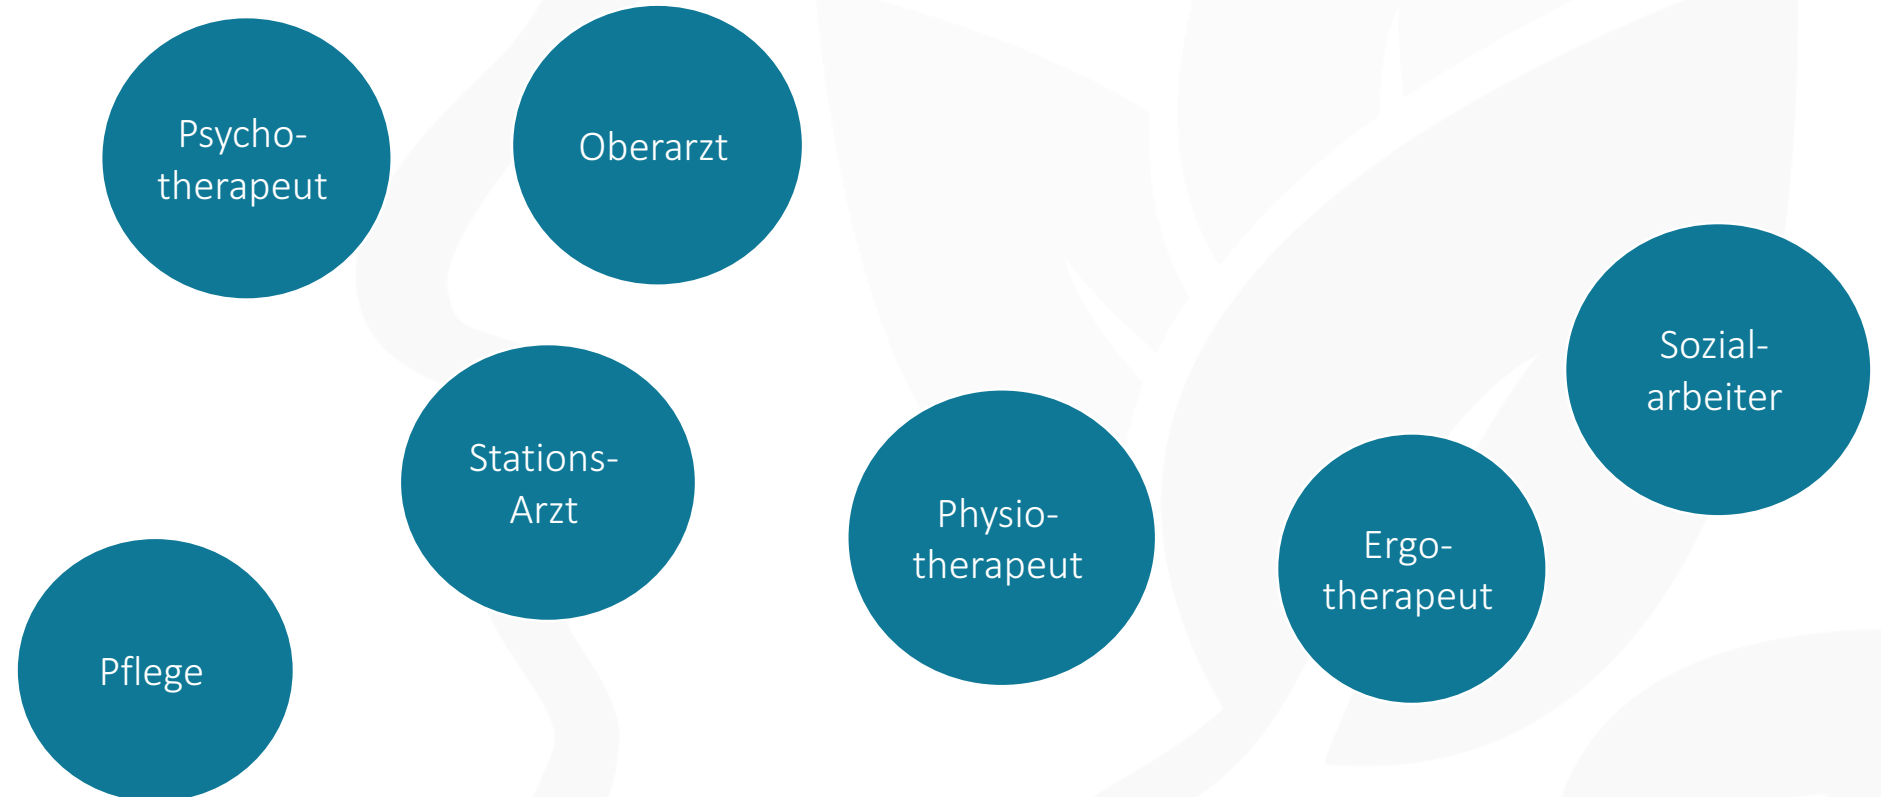 Psycho-
therapeut
Oberarzt
Sozial-
arbeiter
Stations-
Arzt
Physio-
therapeut
Ergo-
therapeut
Pflege